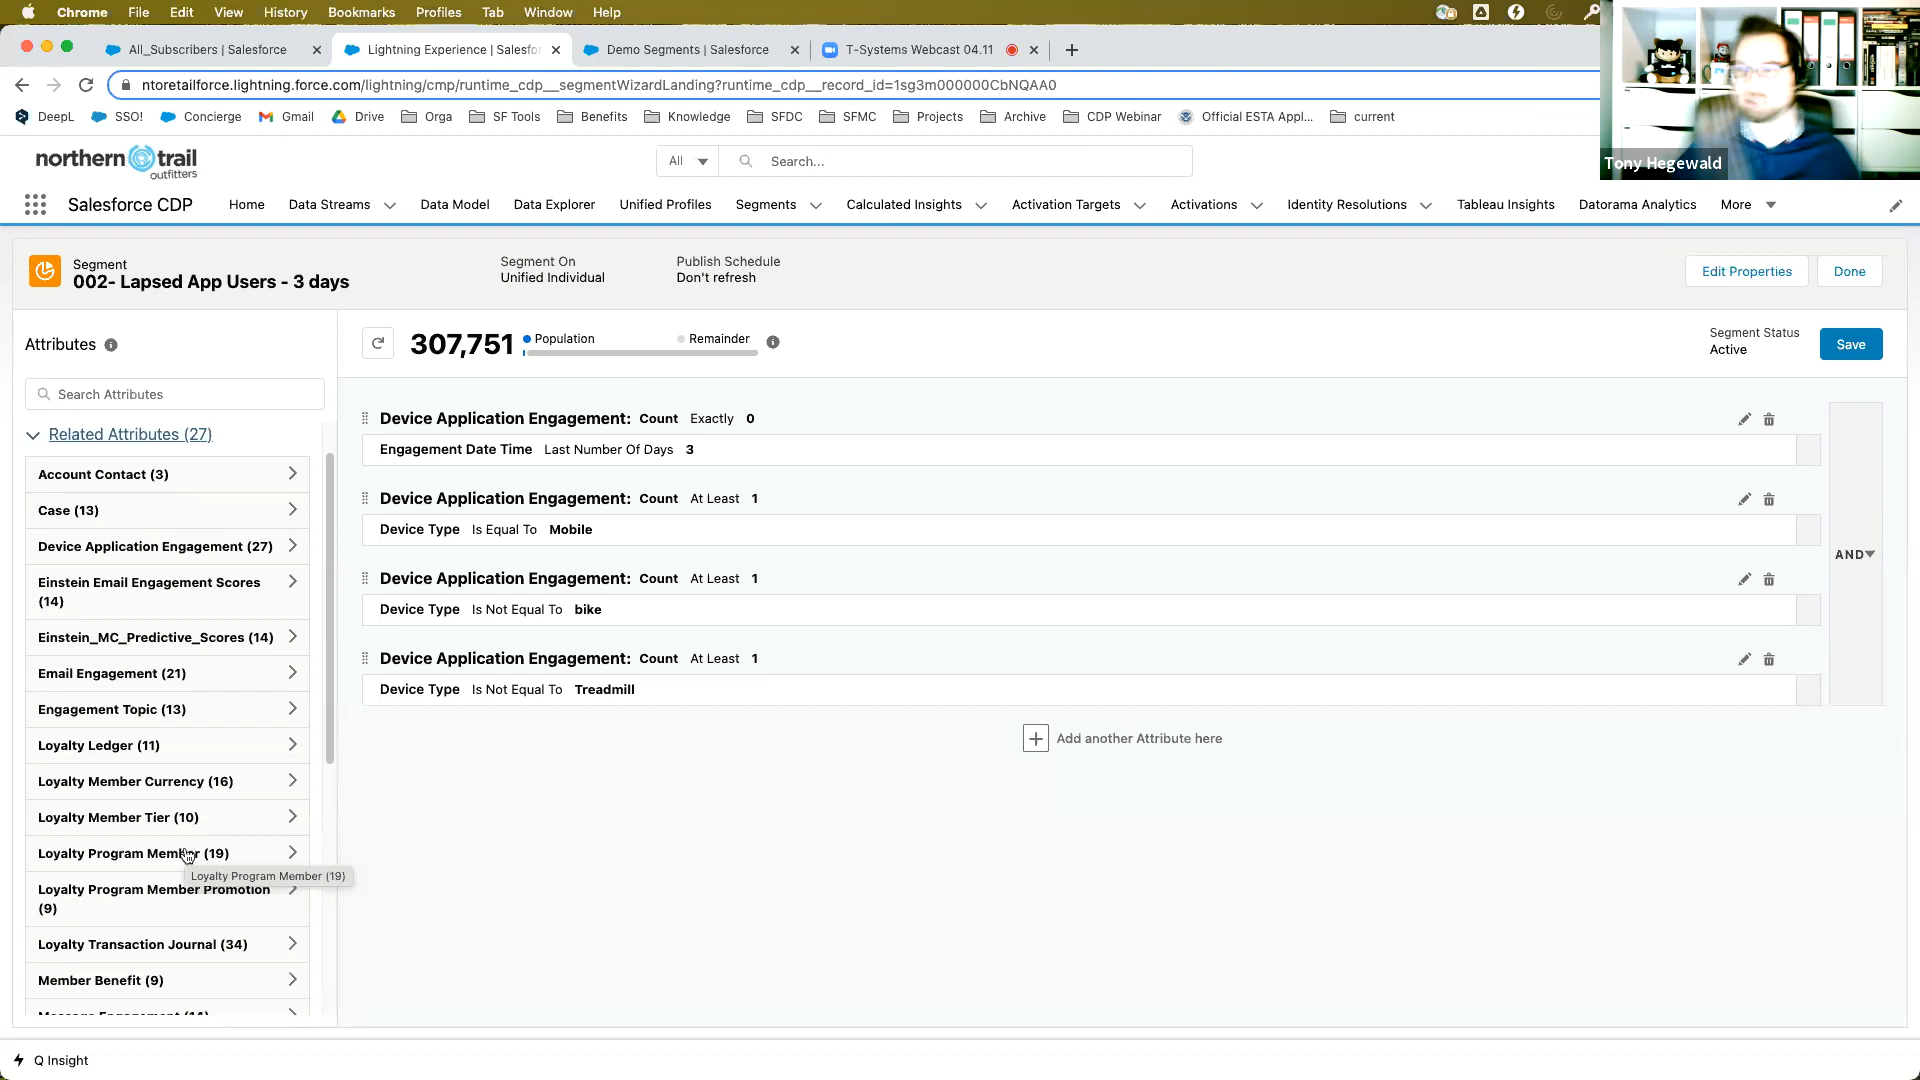 Chrome File Edit View History Bookmarks Profiles Tab Window Help
All_Subscribers | Salesforce
Lightning Experience | Salesfor
Demo Segments | Salesforce
T-Systems Webcast 04.11
ntoretailforce.lightning.force.com/lightning/cmp/runtime_cdp__segmentWizardLanding?runtime_cdp__record_id=1sg3m000000CbNQAA0
DeepL SSO! Concierge Gmail Drive Orga SF Tools Benefits Knowledge SFDC SFMC Projects Archive CDP Webinar Official ESTA Appl... current
Tony Hegewald
northern trail
outfitters
All Search...
Salesforce CDP Home Data Streams Data Model Data Explorer Unified Profiles Segments Calculated Insights Activation Targets Activations Identity Resolutions Tableau Insights Datorama Analytics More
Segment
002- Lapsed App Users - 3 days
Segment On
Unified Individual
Publish Schedule
Don't refresh
Edit Properties Done
Attributes
Search Attributes
Related Attributes (27)
Account Contact (3)
Case (13)
Device Application Engagement (27)
Einstein Email Engagement Scores
(14)
Einstein_MC_Predictive_Scores (14)
Email Engagement (21)
Engagement Topic (13)
Loyalty Ledger (11)
Loyalty Member Currency (16)
Loyalty Member Tier (10)
Loyalty Program Member (19)
Loyalty Program Member (19)
Loyalty Program Member Promotion
(9)
Loyalty Transaction Journal (34)
Member Benefit (9)
Message Engagement (14)
307,751 Population Remainder
Segment Status
Active
Save
Device Application Engagement: Count Exactly 0
Engagement Date Time Last Number Of Days 3
Device Application Engagement: Count At Least 1
Device Type Is Equal To Mobile
Device Application Engagement: Count At Least 1
Device Type Is Not Equal To bike
Device Application Engagement: Count At Least 1
Device Type Is Not Equal To Treadmill
AND
Add another Attribute here
Q Insight